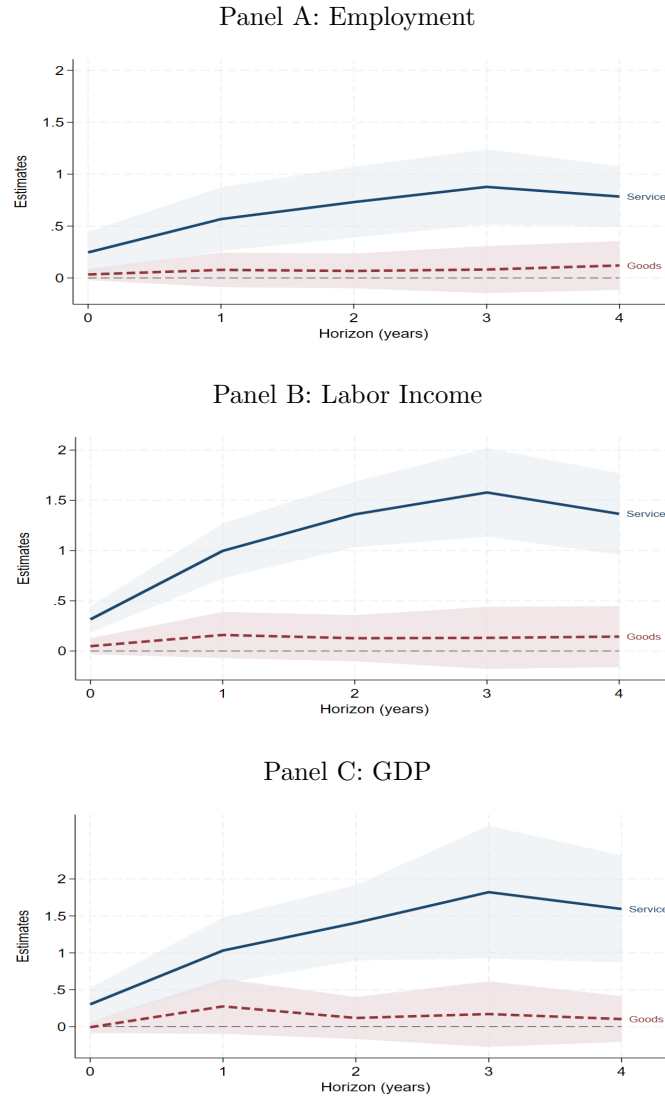 Panel A: Employment
2
1.5
1
.5
0
Estimates
Service
Goods
0 1 2 3 4
Horizon (years)
Panel B: Labor Income
2
1.5
1
.5
0
Estimates
Service
Goods
0 1 2 3 4
Horizon (years)
Panel C: GDP
2
1.5
1
.5
0
Estimates
Service
Goods
0 1 2 3 4
Horizon (years)